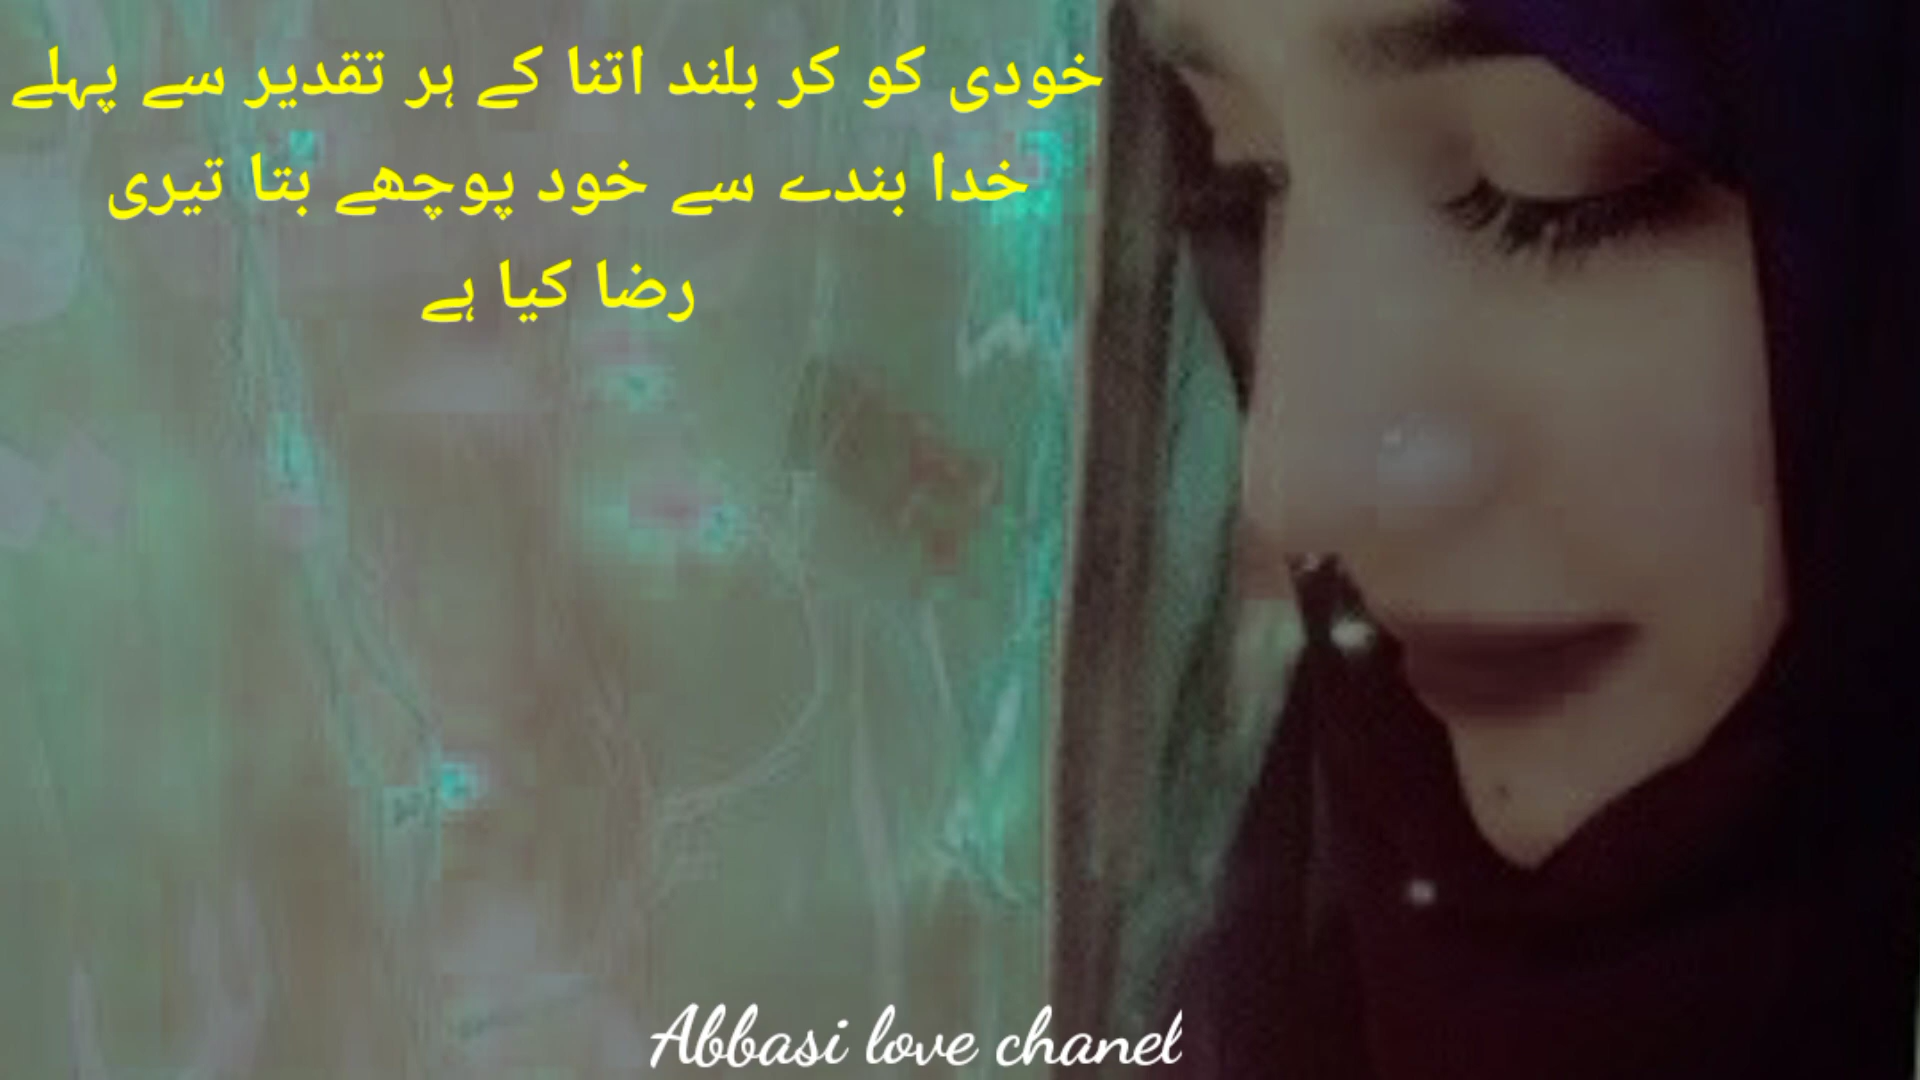 خودی کو کر بلند اتنا کے ہر تقدیر سے پہلے
خدا بندے سے خود پوچھے بتا تیری
رضا کیا ہے
Abbasi love chanel